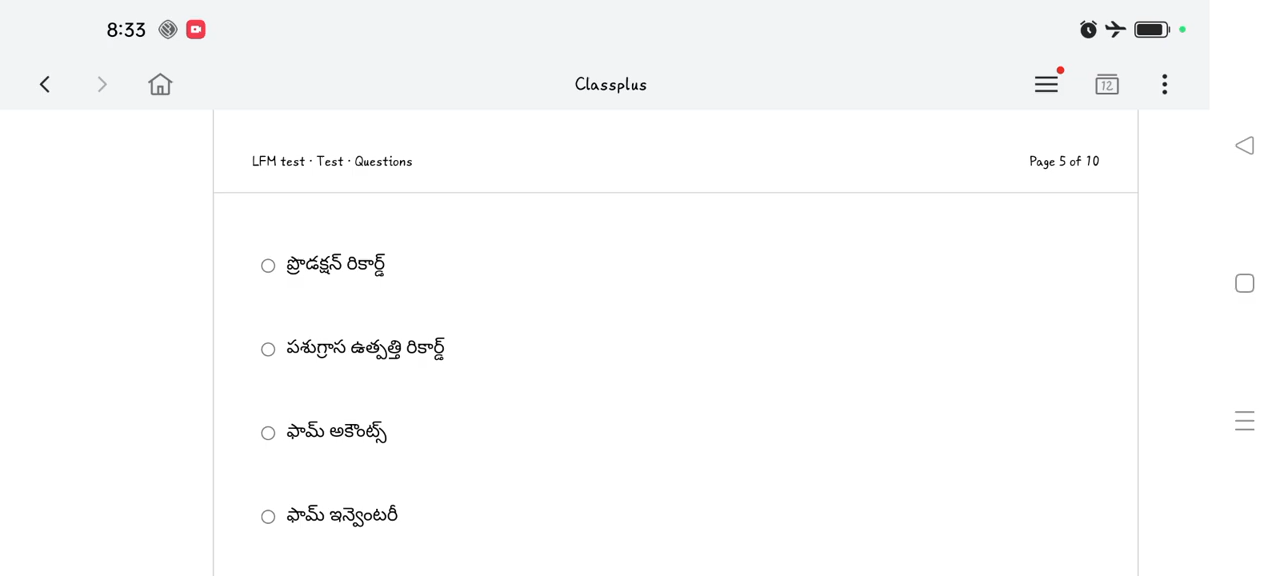 8:33
Classplus
12
LFM test · Test · Questions
Page 5 of 10
ప్రొడక్షన్ రికార్డ్
పశుగ్రాస ఉత్పత్తి రికార్డ్
ఫామ్ అకౌంట్స్
ఫామ్ ఇన్వెంటరీ